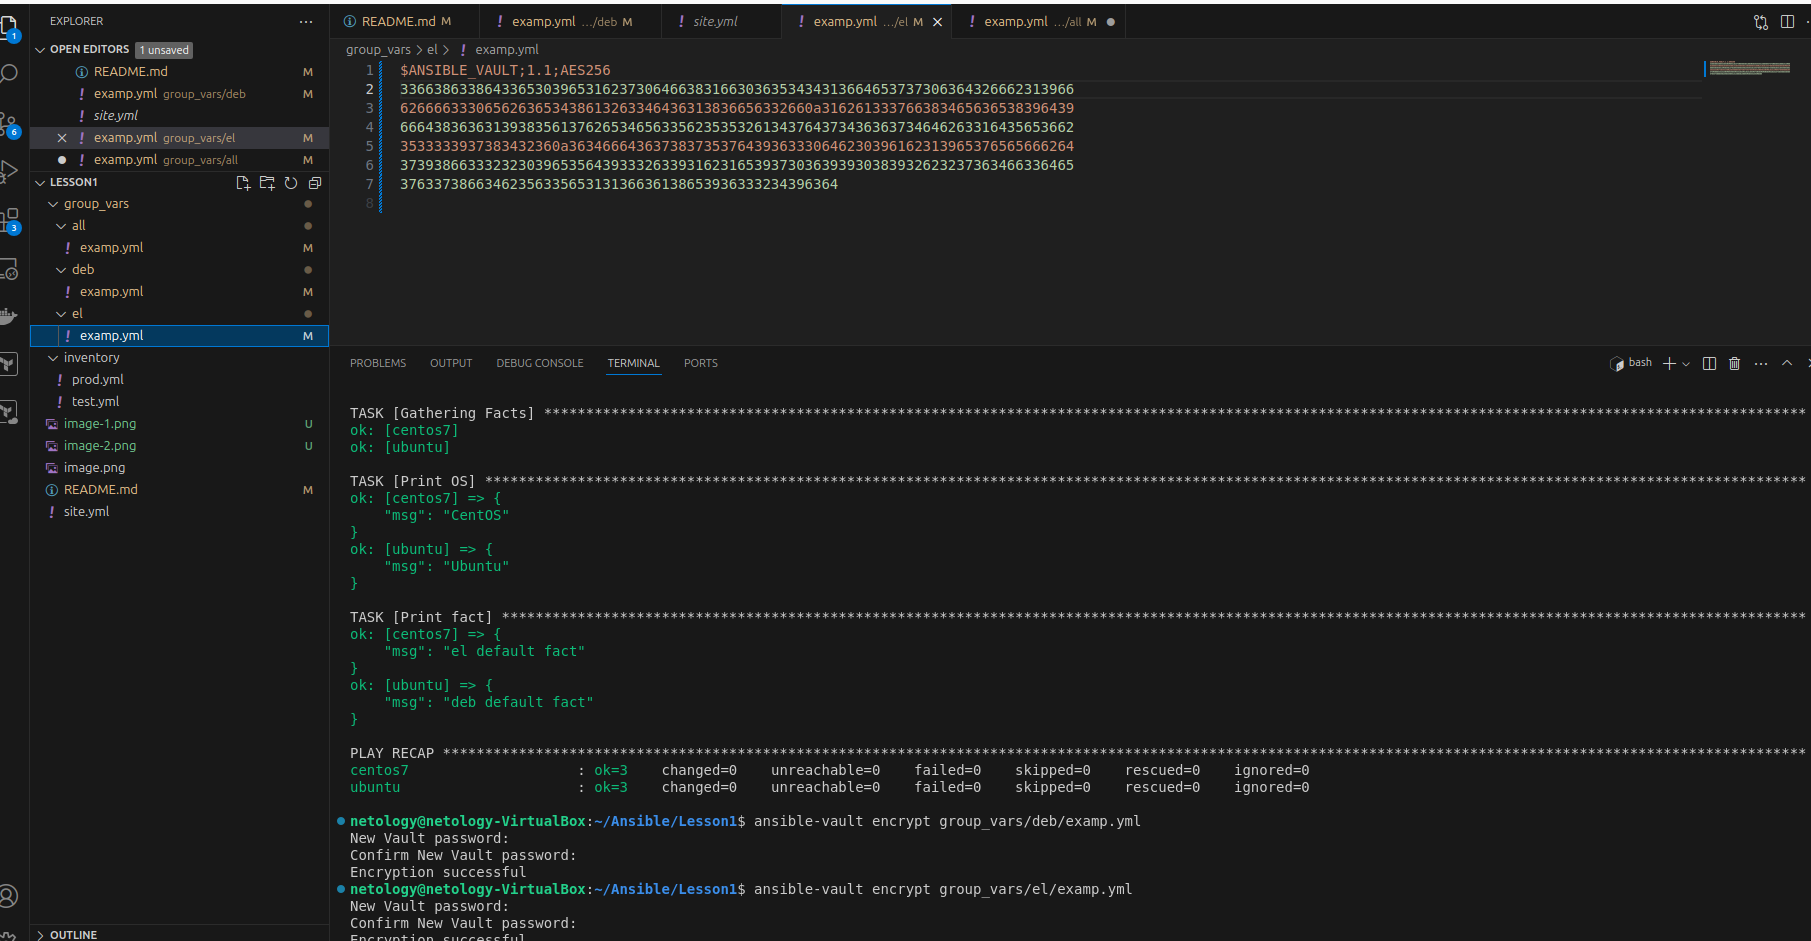 EXPLORER
OPEN EDITORS 1 unsaved
README.md M
examp.yml group_vars/deb M
site.yml
examp.yml group_vars/el M
examp.yml group_vars/all M
LESSON1
group_vars
all
examp.yml M
deb
examp.yml M
el
examp.yml M
inventory
prod.yml
test.yml
image-1.png U
image-2.png U
image.png
README.md M
site.yml
OUTLINE
1
6
3
README.md M
examp.yml .../deb M
site.yml
examp.yml .../el M
examp.yml .../all M
group_vars > el > ! examp.yml
1 $ANSIBLE_VAULT;1.1;AES256
2
3
4
5
6
7
8
PROBLEMS OUTPUT DEBUG CONSOLE TERMINAL PORTS
bash
TASK [Gathering Facts] ****
ok: [centos7]
ok: [ubuntu]
TASK [Print OS] ****
ok: [centos7] => {
"msg": "CentOS"
}
ok: [ubuntu] => {
"msg": "Ubuntu"
}
TASK [Print fact] ****
ok: [centos7] => {
"msg": "el default fact"
}
ok: [ubuntu] => {
"msg": "deb default fact"
}
PLAY RECAP ****
centos7 : ok=3 changed=0 unreachable=0 failed=0 skipped=0 rescued=0 ignored=0
ubuntu : ok=3 changed=0 unreachable=0 failed=0 skipped=0 rescued=0 ignored=0
netology@netology-VirtualBox:~/Ansible/Lesson1$ ansible-vault encrypt group_vars/deb/examp.yml
New Vault password:
Confirm New Vault password:
Encryption successful
netology@netology-VirtualBox:~/Ansible/Lesson1$ ansible-vault encrypt group_vars/el/examp.yml
New Vault password:
Confirm New Vault password:
Encryption successful